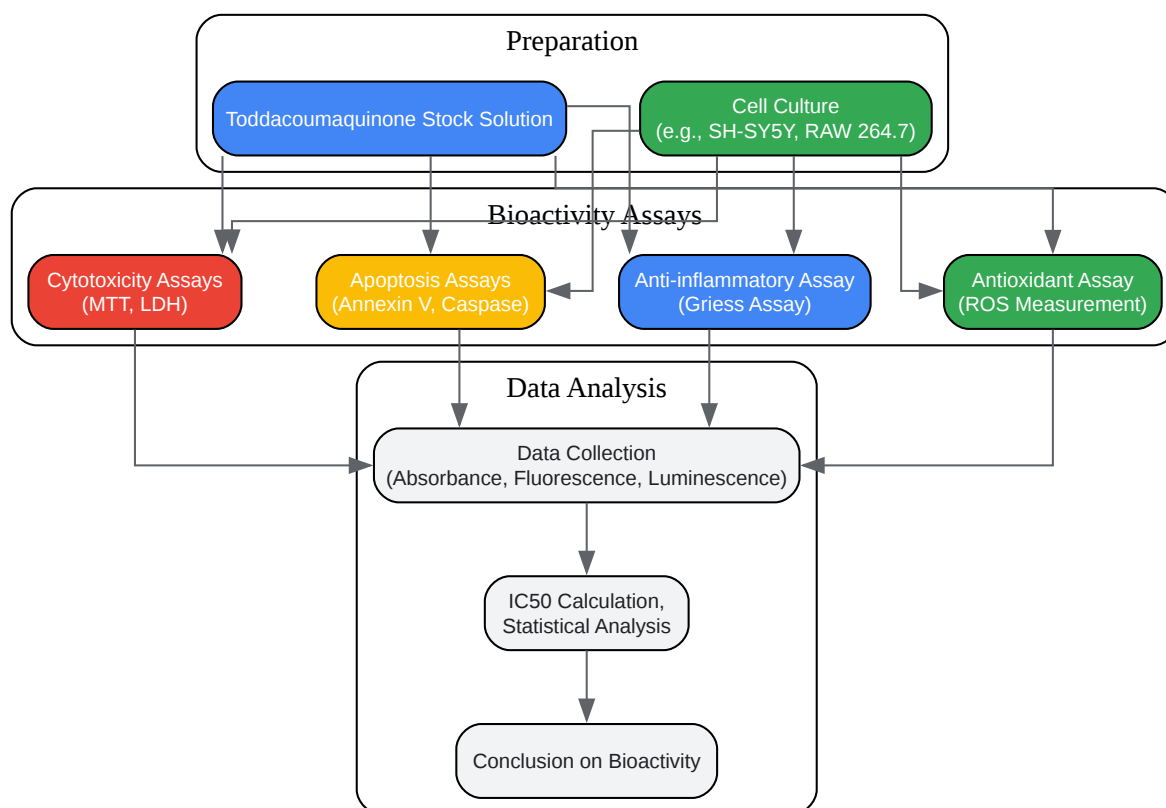 Preparation
Toddacoumaquinone Stock Solution
Cell Culture
(e.g., SH-SY5Y, RAW 264.7)
Bioactivity Assays
Cytotoxicity Assays
(MTT, LDH)
Apoptosis Assays
(Annexin V, Caspase)
Anti-inflammatory Assay
(Griess Assay)
Antioxidant Assay
(ROS Measurement)
Data Analysis
Data Collection
(Absorbance, Fluorescence, Luminescence)
IC50 Calculation,
Statistical Analysis
Conclusion on Bioactivity